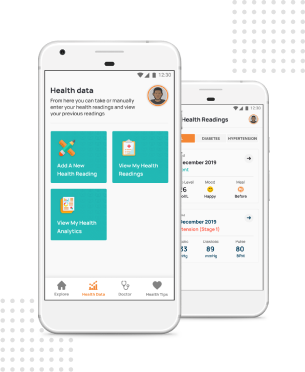 12:30
Health data
From here you can take or manually
enter your health readings and view
your previous readings
Add A New
Health Reading
View My Health
Readings
View My Health
Analytics
Explore
Health Data
Doctor
Health Tips
12:30
Health Readings
DIABETES
HYPERTENSION
ecember 2019
Level
Mood
Meal
Happy
Before
December 2019
hension (Stage 1)
Diastolic
Pulse
33
89
80
mmHg
BPM